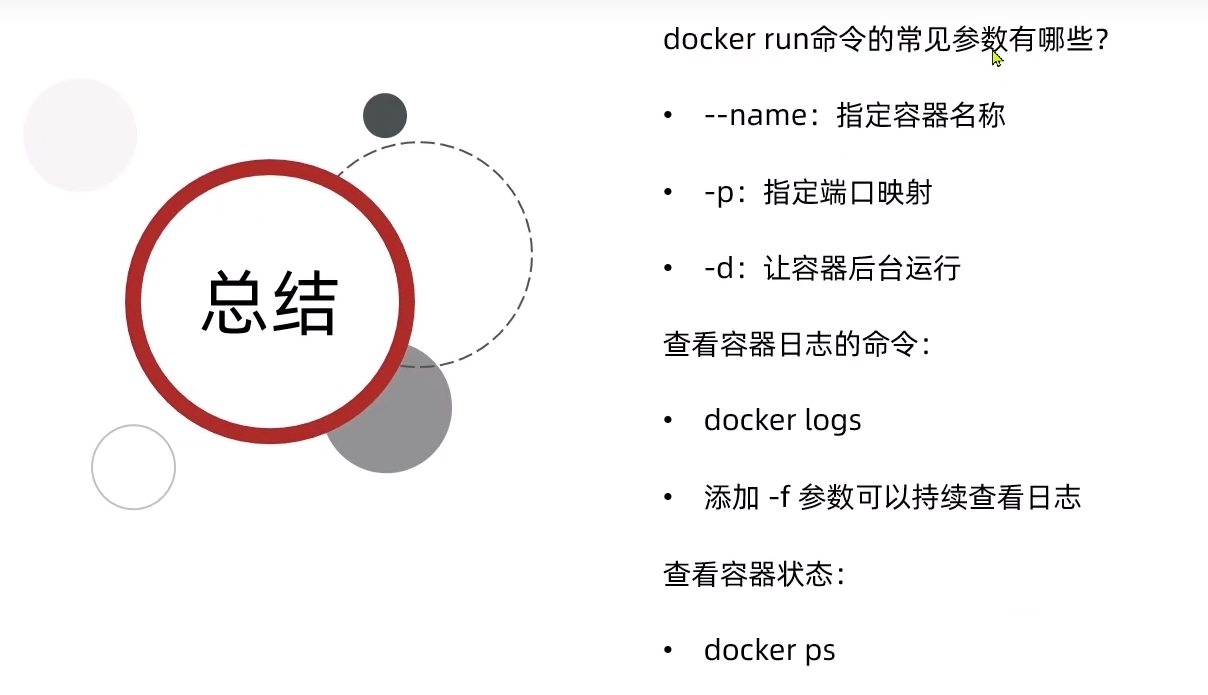 总结
docker run命令的常见参数有哪些？
• --name：指定容器名称
• -p：指定端口映射
• -d：让容器后台运行
查看容器日志的命令：
• docker logs
• 添加 -f 参数可以持续查看日志
查看容器状态：
• docker ps